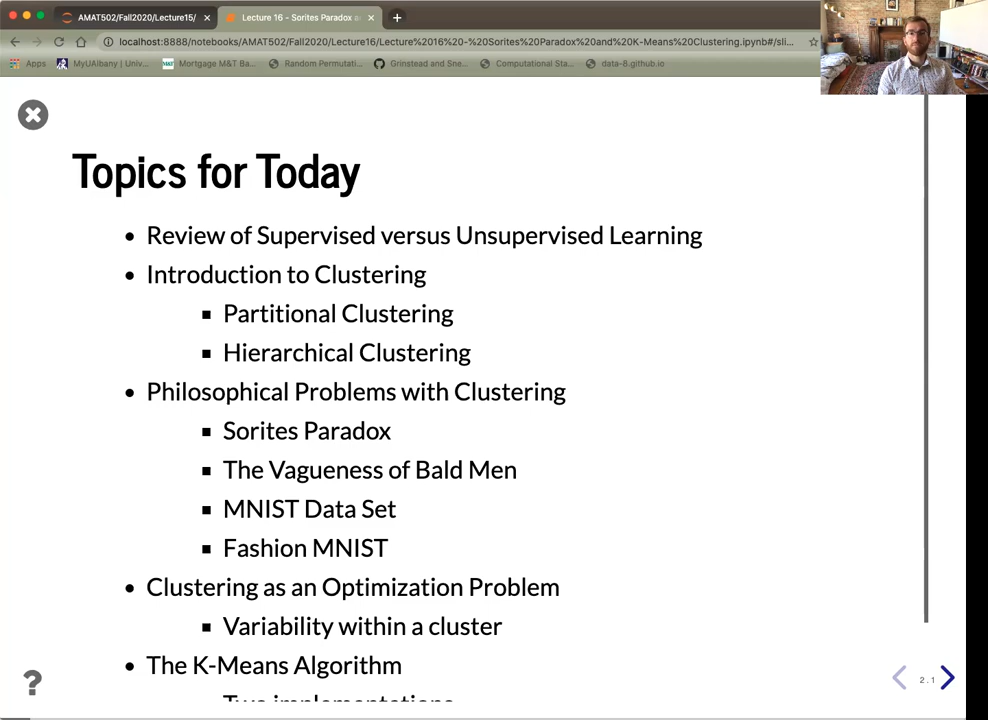 AMAT502/Fall2020/Lecture15/
Lecture 16 - Sorites Paradox a
localhost:8888/notebooks/AMAT502/Fall2020/Lecture16/Lecture%2016%20-%20Sorites%20Paradox%20and%20K-Means%20Clustering.ipynb#/sli...
Apps MyUAlbany | Univ... Mortgage M&T Ba... Random Permutati... Grinstead and Sne... Computational Sta... data-8.github.io
Topics for Today
• Review of Supervised versus Unsupervised Learning
• Introduction to Clustering
▪ Partitional Clustering
▪ Hierarchical Clustering
• Philosophical Problems with Clustering
▪ Sorites Paradox
▪ The Vagueness of Bald Men
▪ MNIST Data Set
▪ Fashion MNIST
• Clustering as an Optimization Problem
▪ Variability within a cluster
• The K-Means Algorithm
▪ Two implementations
?
2.1